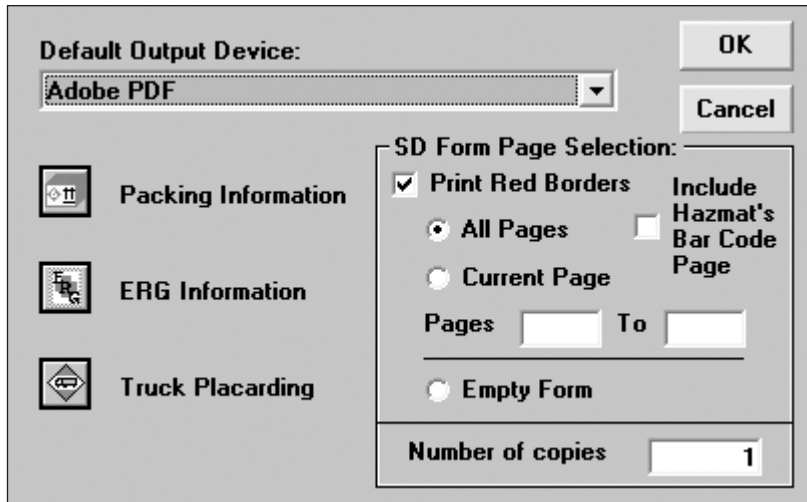 Default Output Device:
Adobe PDF
OK
Cancel
Packing Information
ERG Information
Truck Placarding
SD Form Page Selection:
Print Red Borders
Include
Hazmat's
Bar Code
Page
All Pages
Current Page
Pages To
Empty Form
Number of copies 1
ERG